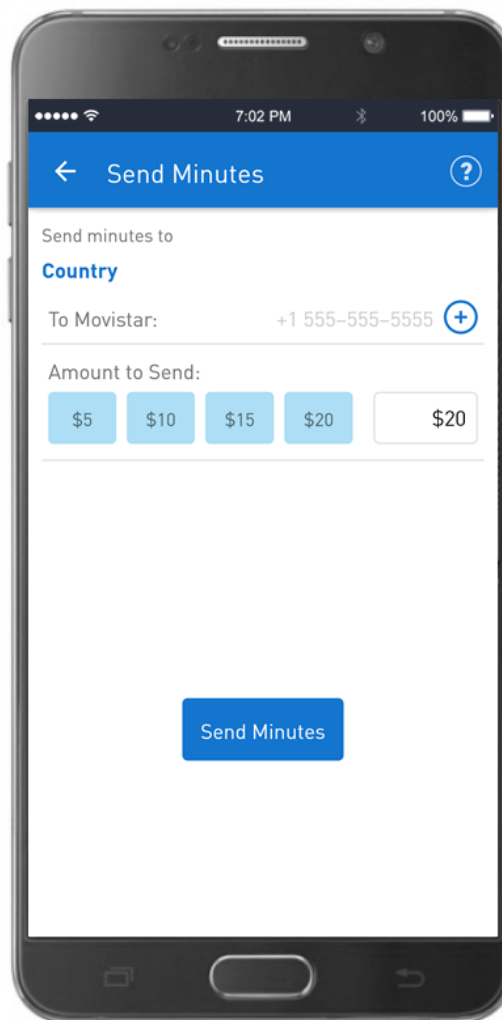 7:02 PM 100%
Send Minutes ?
Send minutes to
Country
To Movistar: +1 555-555-5555 +
Amount to Send:
$5 $10 $15 $20 $20
Send Minutes